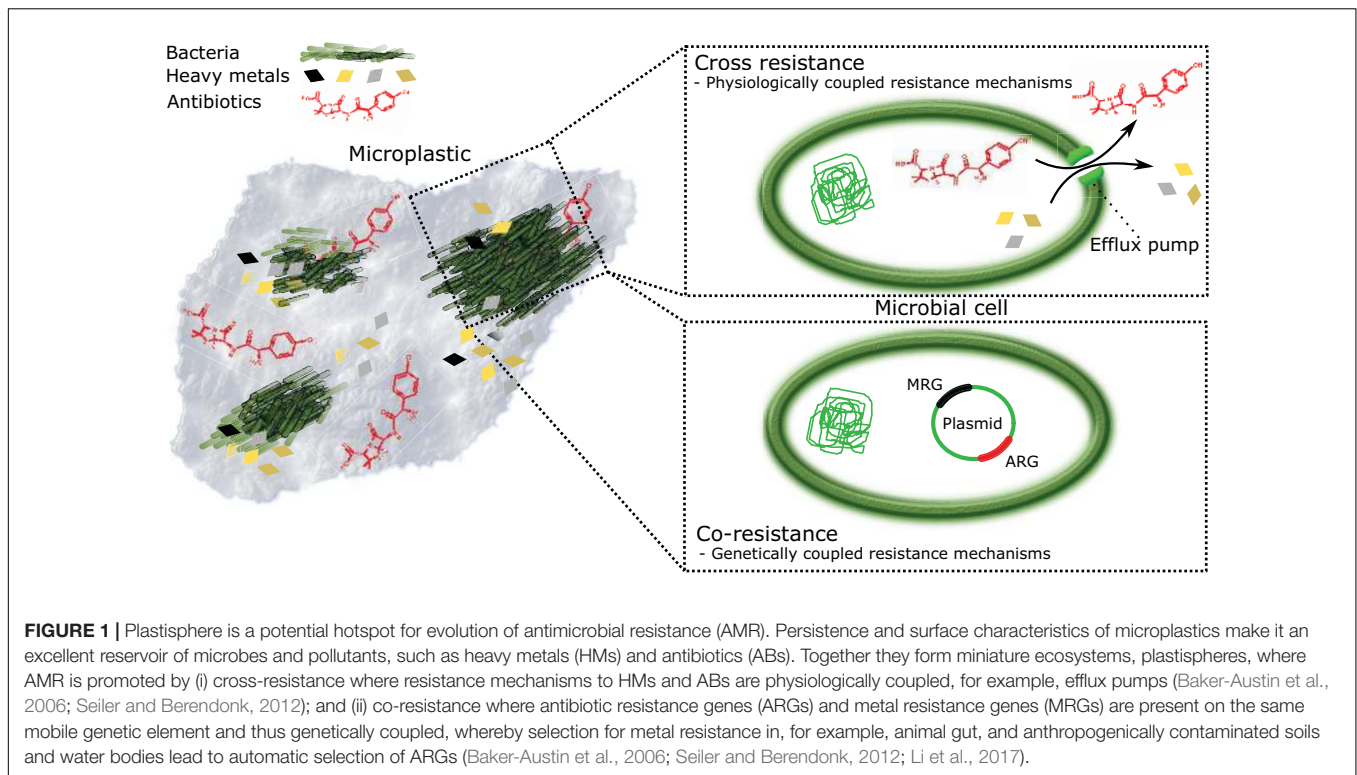 Bacteria
Heavy metals
Antibiotics
Microplastic
Cross resistance
- Physiologically coupled resistance mechanisms
Efflux pump
Microbial cell
MRG
Plasmid
ARG
Co-resistance
- Genetically coupled resistance mechanisms
FIGURE 1 | Plastisphere is a potential hotspot for evolution of antimicrobial resistance (AMR). Persistence and surface characteristics of microplastics make it an
excellent reservoir of microbes and pollutants, such as heavy metals (HMs) and antibiotics (ABs). Together they form miniature ecosystems, plastispheres, where
AMR is promoted by (i) cross-resistance where resistance mechanisms to HMs and ABs are physiologically coupled, for example, efflux pumps (Baker-Austin et al.,
2006; Seiler and Berendonk, 2012); and (ii) co-resistance where antibiotic resistance genes (ARGs) and metal resistance genes (MRGs) are present on the same
mobile genetic element and thus genetically coupled, whereby selection for metal resistance in, for example, animal gut, and anthropogenically contaminated soils
and water bodies lead to automatic selection of ARGs (Baker-Austin et al., 2006; Seiler and Berendonk, 2012; Li et al., 2017).